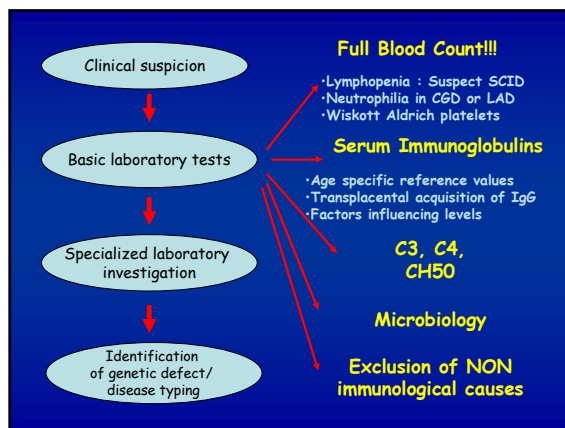 Clinical suspicion
Basic laboratory tests
Specialized laboratory
investigation
Identification
of genetic defect/
disease typing
Full Blood Count!!!
•Lymphopenia : Suspect SCID
•Neutrophilia in CGD or LAD
•Wiskott Aldrich platelets
Serum Immunoglobulins
•Age specific reference values
•Transplacental acquisition of IgG
•Factors influencing levels
C3, C4,
CH50
Microbiology
Exclusion of NON
immunological causes